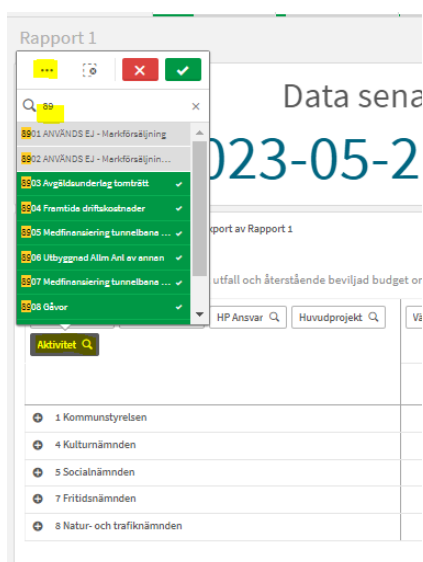 Rapport 1
89
8901 ANVÄNDS EJ - Markförsäljning
8902 ANVÄNDS EJ - Markförsäljnin...
8903 Avgäldsunderlag tomträtt
8904 Framtida driftskostnader
8905 Medfinansiering tunnelbana ...
8906 Utbyggnad Allm Anl av annan
8907 Medfinansiering tunnelbana ...
8908 Gåvor
Data sena
023-05-2
xport av Rapport 1
utfall och återstående beviljad budget or
HP Ansvar
Huvudprojekt
Vä
Aktivitet
1 Kommunstyrelsen
4 Kulturnämnden
5 Socialnämnden
7 Fritidsnämnden
8 Natur- och trafiknämnden